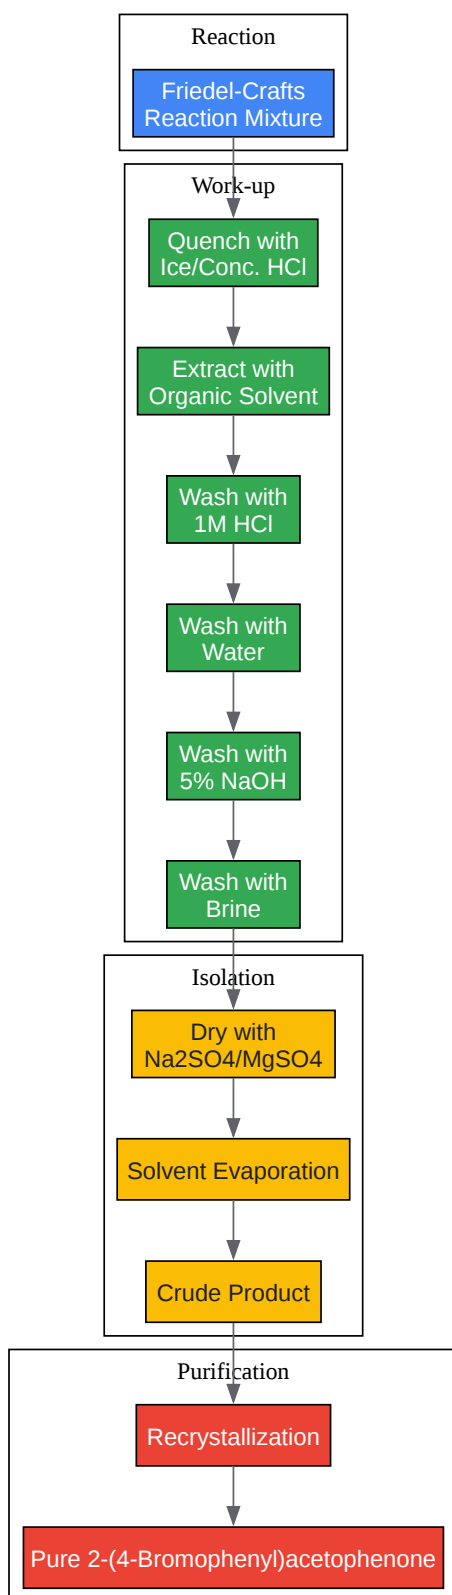 Reaction
Friedel-Crafts
Reaction Mixture
Work-up
Quench with
Ice/Conc. HCl
Extract with
Organic Solvent
Wash with
1M HCl
Wash with
Water
Wash with
5% NaOH
Wash with
Brine
Isolation
Dry with
Na2SO4/MgSO4
Solvent Evaporation
Crude Product
Purification
Recrystallization
Pure 2-(4-Bromophenyl)acetophenone